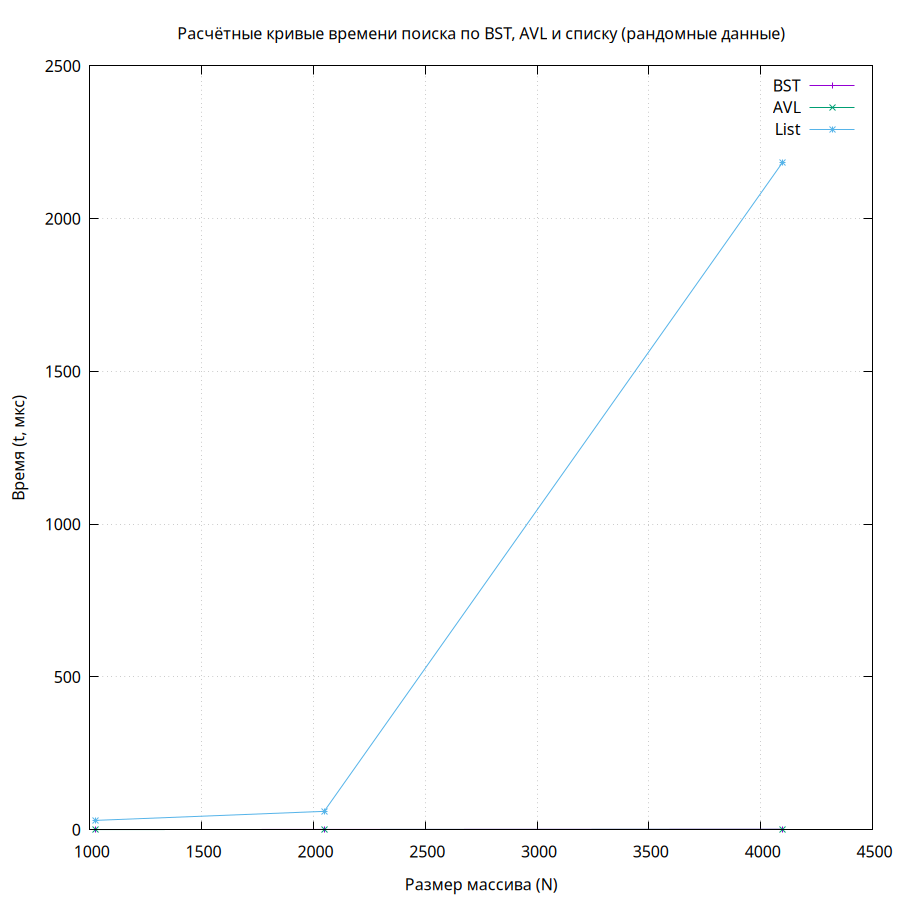 Расчётные кривые времени поиска по BST, AVL и списку (рандомные данные)
2500
2000
1500
1000
500
0
Время (t, мкс)
BST
AVL
List
1000 1500 2000 2500 3000 3500 4000 4500
Размер массива (N)